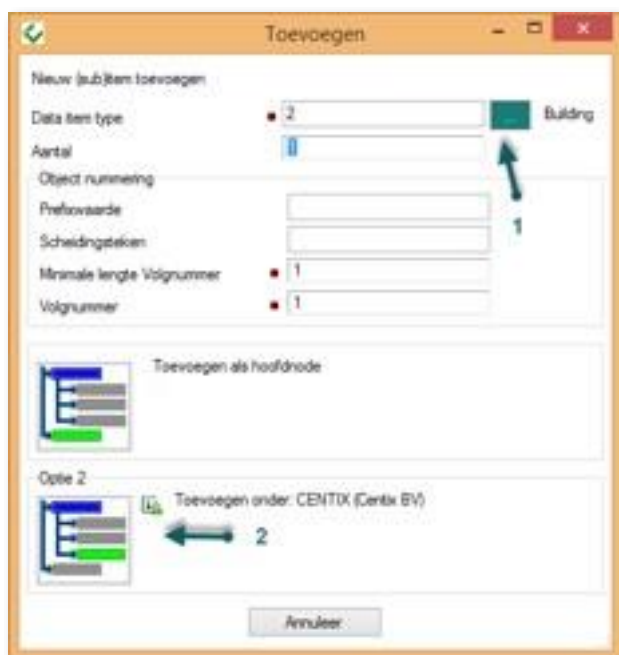 Toevoegen
Nieuw (sub)item toevoegen
Data item type 2 ... Building
Aantal
Object nummering
Prefixwaarde
1
Scheidingsteken
Minimale lengte Volgnummer 1
Volgnummer 1
Toevoegen als hoofdnode
Optie 2
Toevoegen onder: CENTIX (Centix BV)
2
Annuleer